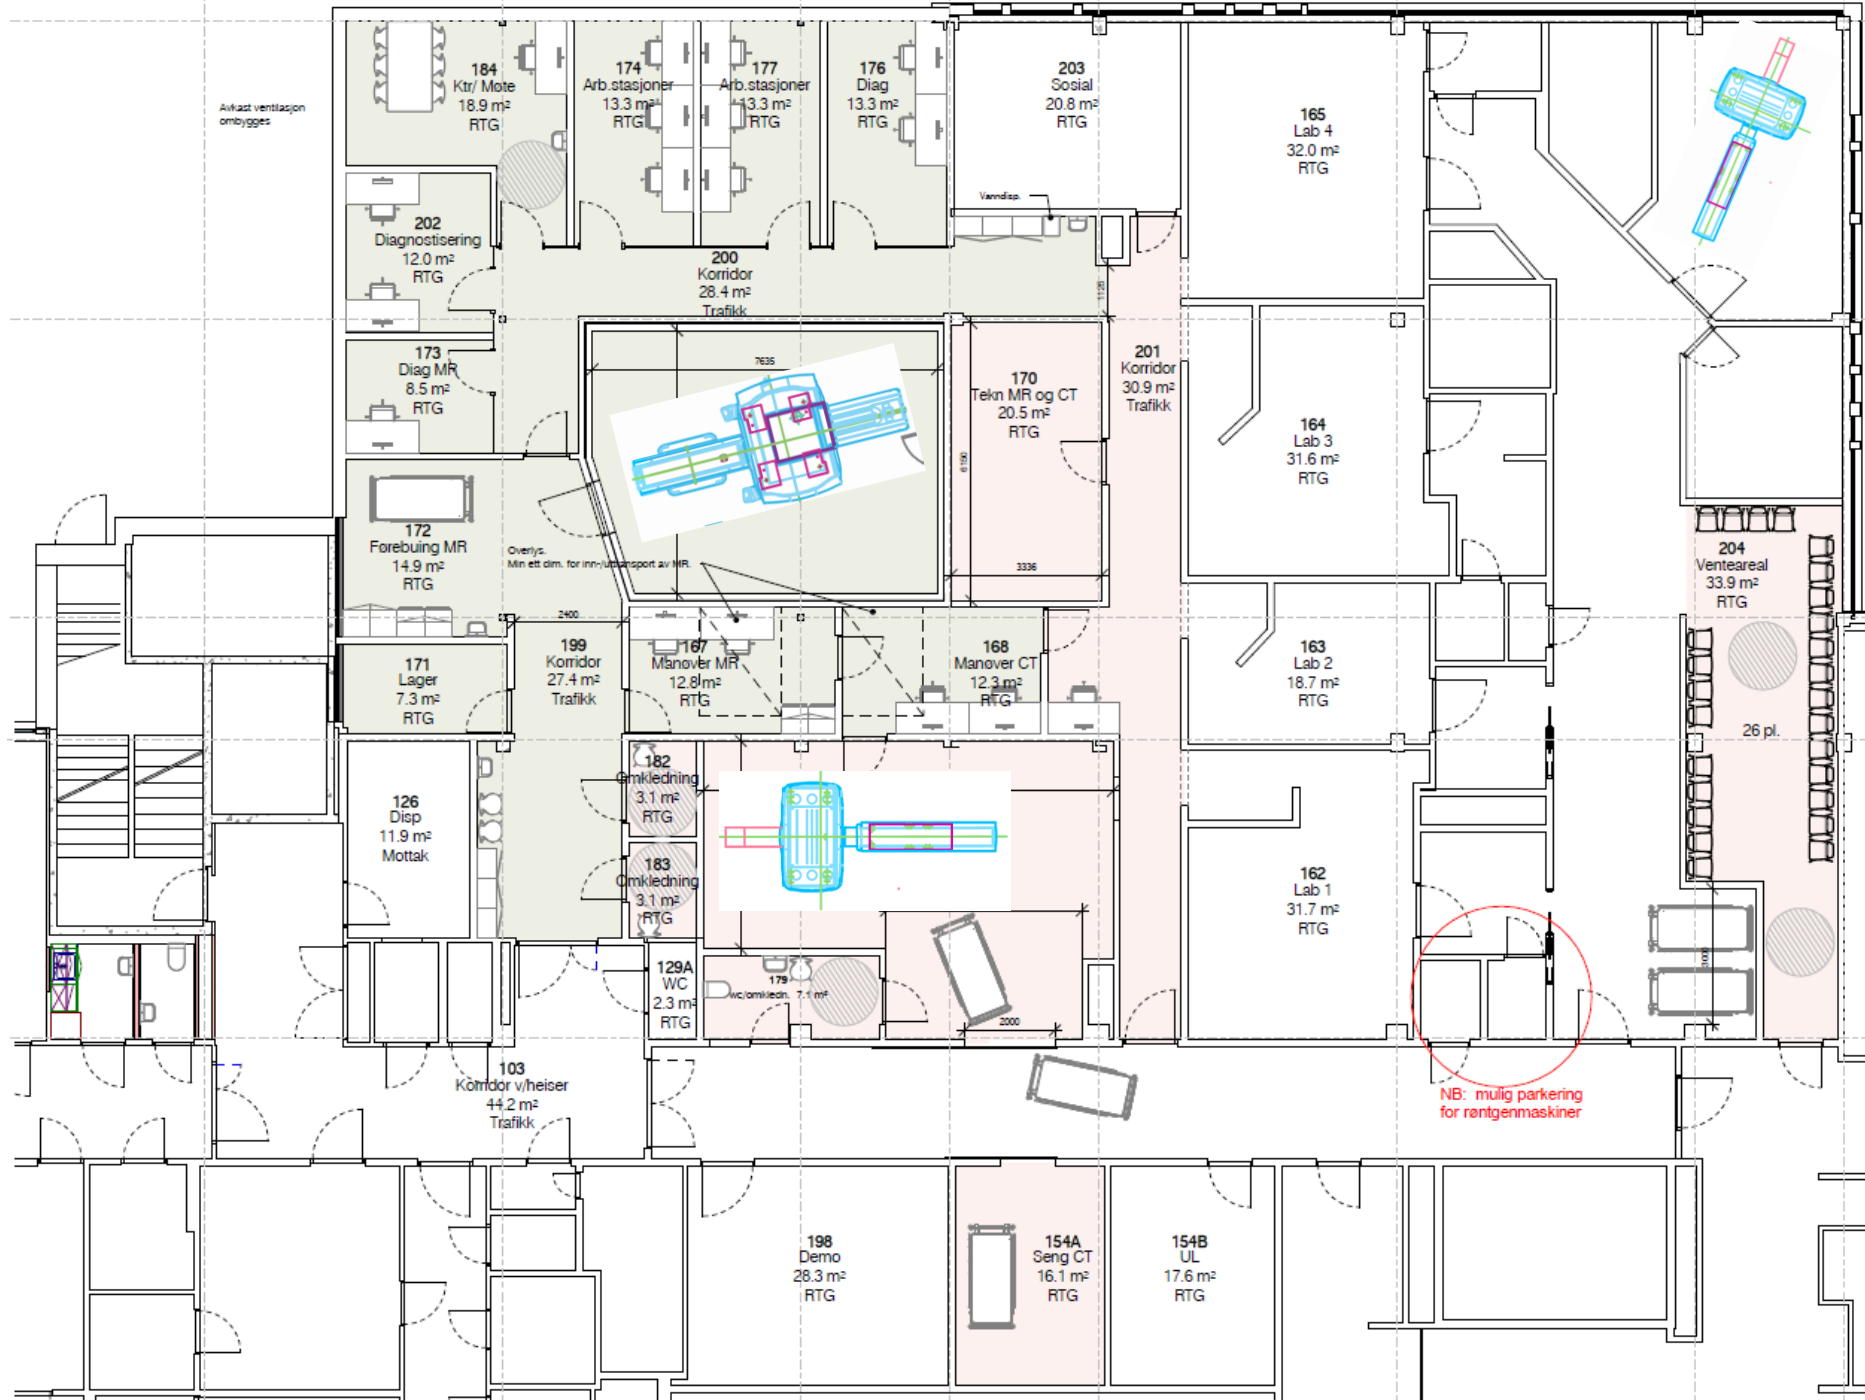 Avkast ventilasjon
ombygges
184
Ktr/ Møte
18.9 m²
RTG
174
Arb.stasjoner
13.3 m²
RTG
177
Arb.stasjoner
13.3 m²
RTG
176
Diag
13.3 m²
RTG
203
Sosial
20.8 m²
RTG
165
Lab 4
32.0 m²
RTG
Vanndisp.
202
Diagnostisering
12.0 m²
RTG
200
Korridor
28.4 m²
Trafikk
1125
173
Diag MR
8.5 m²
RTG
7635
170
Tekn MR og CT
20.5 m²
RTG
6150
3336
201
Korridor
30.9 m²
Trafikk
164
Lab 3
31.6 m²
RTG
172
Førebuing MR
14.9 m²
RTG
Overlys.
Min ett dim. for inn-/uttransport av MR.
204
Venteareal
33.9 m²
RTG
26 pl.
2400
171
Lager
7.3 m²
RTG
199
Korridor
27.4 m²
Trafikk
167
Manøver MR
12.8 m²
RTG
168
Manøver CT
12.3 m²
RTG
163
Lab 2
18.7 m²
RTG
126
Disp
11.9 m²
Mottak
182
Omkledning
3.1 m²
RTG
183
Omkledning
3.1 m²
RTG
162
Lab 1
31.7 m²
RTG
129A
WC
2.3 m²
RTG
179
wc/omkledn. 7.1 m²
2000
3000
103
Korridor v/heiser
44.2 m²
Trafikk
NB: mulig parkering
for røntgenmaskiner
198
Demo
28.3 m²
RTG
154A
Seng CT
16.1 m²
RTG
154B
UL
17.6 m²
RTG